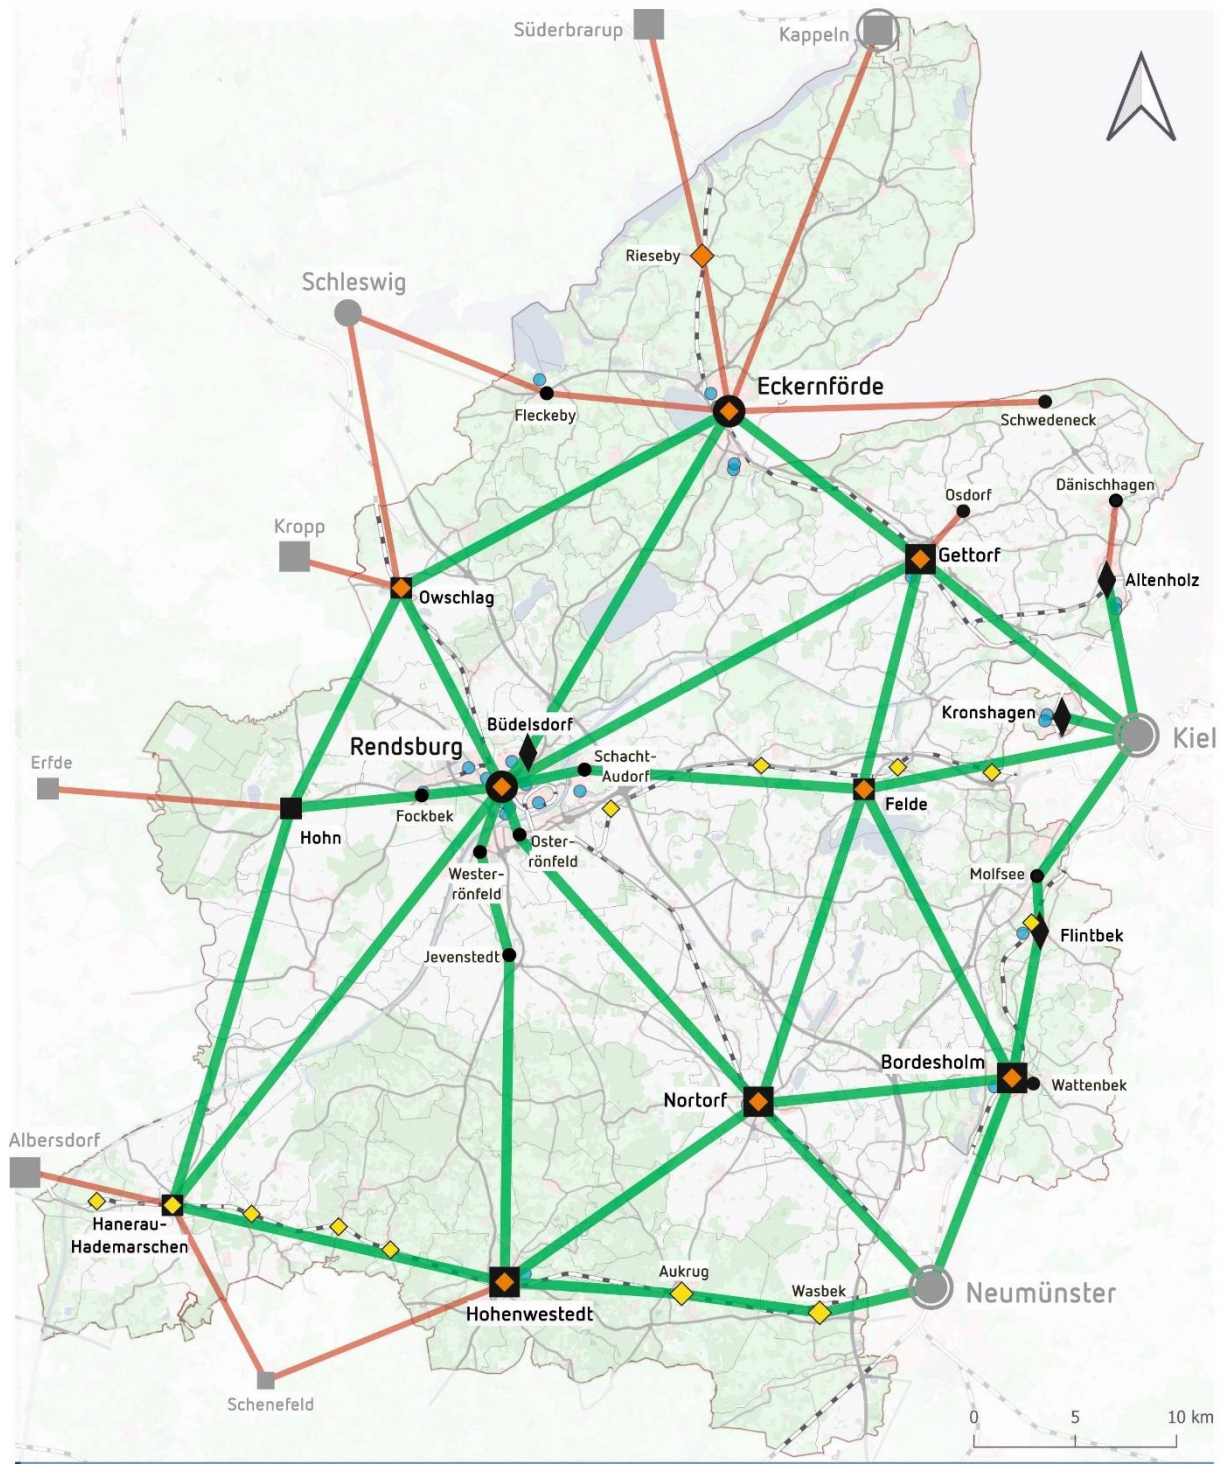 Süderbrarup
Kappeln
Rieseby
Schleswig
Eckernförde
Fleckeby
Schwedeneck
Dänischhagen
Osdorf
Kropp
Gettorf
Altenholz
Owschlag
Kronshagen
Büdelsdorf
Rendsburg
Kiel
Erfde
Schacht-
Audorf
Felde
Fockbek
Hohn
Oster-
rönfeld
Wester-
rönfeld
Molfsee
Flintbek
Jevenstedt
Bordesholm
Wattenbek
Nortorf
Albersdorf
Hanerau-
Hademarschen
Aukrug
Wasbek
Neumünster
Hohenwestedt
Schenefeld
0 5 10 km